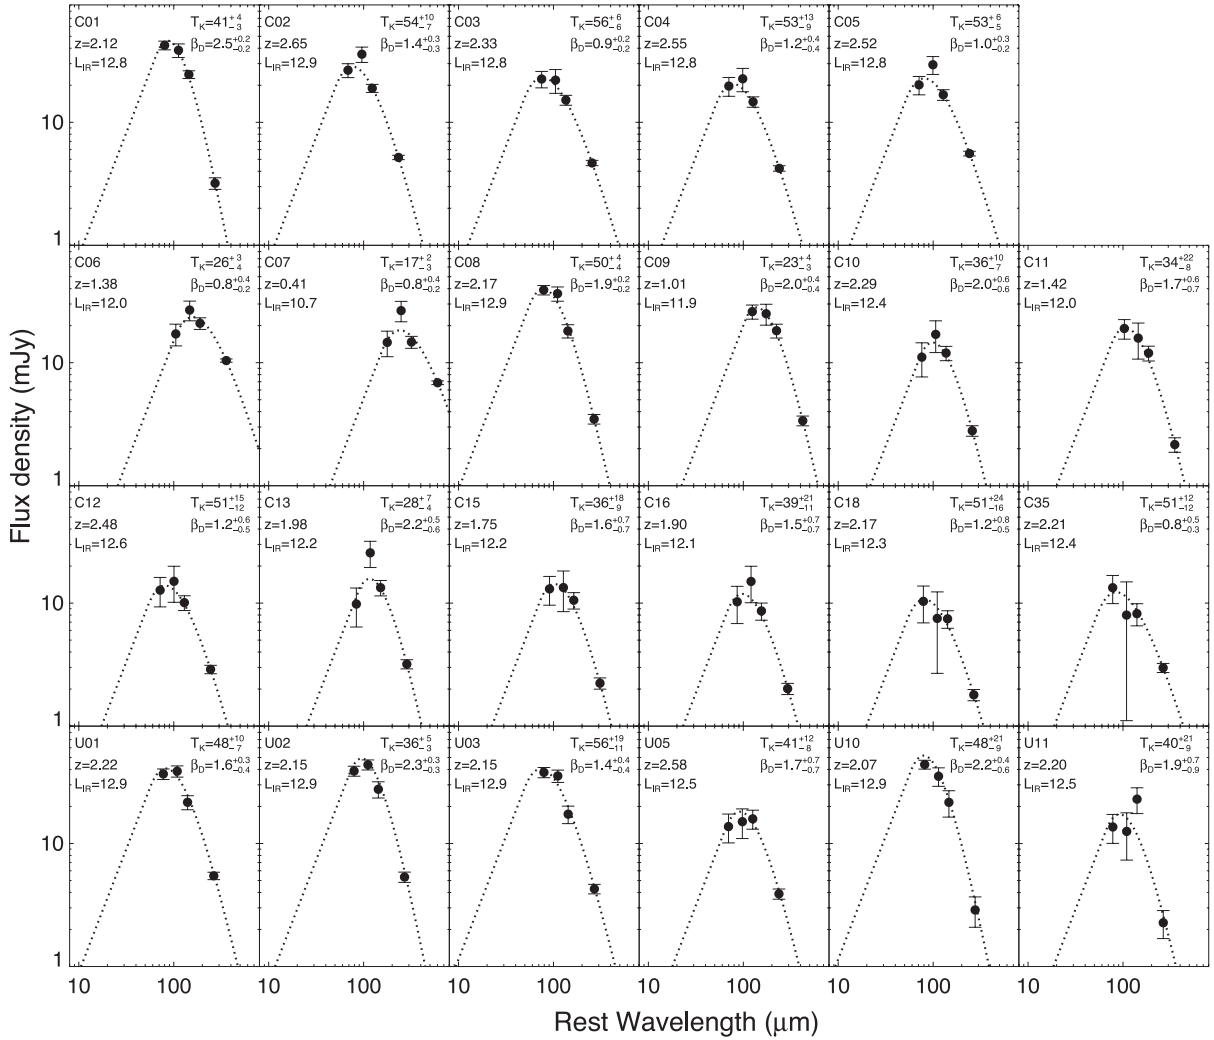 C01 T_K=41^{+4}_{-3}
z=2.12 β_D=2.5^{+0.2}_{-0.2}
L_IR=12.8
C02 T_K=54^{+10}_{-7}
z=2.65 β_D=1.4^{+0.3}_{-0.3}
L_IR=12.9
C03 T_K=56^{+6}_{-6}
z=2.33 β_D=0.9^{+0.2}_{-0.2}
L_IR=12.8
C04 T_K=53^{+13}_{-9}
z=2.55 β_D=1.2^{+0.4}_{-0.4}
L_IR=12.8
C05 T_K=53^{+6}_{-5}
z=2.52 β_D=1.0^{+0.3}_{-0.2}
L_IR=12.8
10
1
C06 T_K=26^{+3}_{-4}
z=1.38 β_D=0.8^{+0.4}_{-0.2}
L_IR=12.0
C07 T_K=17^{+2}_{-3}
z=0.41 β_D=0.8^{+0.4}_{-0.2}
L_IR=10.7
C08 T_K=50^{+4}_{-4}
z=2.17 β_D=1.9^{+0.2}_{-0.2}
L_IR=12.9
C09 T_K=23^{+4}_{-3}
z=1.01 β_D=2.0^{+0.4}_{-0.4}
L_IR=11.9
C10 T_K=36^{+10}_{-7}
z=2.29 β_D=2.0^{+0.6}_{-0.6}
L_IR=12.4
C11 T_K=34^{+22}_{-8}
z=1.42 β_D=1.7^{+0.6}_{-0.7}
L_IR=12.0
10
1
C12 T_K=51^{+15}_{-12}
z=2.48 β_D=1.2^{+0.6}_{-0.5}
L_IR=12.6
C13 T_K=28^{+7}_{-4}
z=1.98 β_D=2.2^{+0.5}_{-0.6}
L_IR=12.2
C15 T_K=36^{+18}_{-9}
z=1.75 β_D=1.6^{+0.7}_{-0.7}
L_IR=12.2
C16 T_K=39^{+21}_{-11}
z=1.90 β_D=1.5^{+0.7}_{-0.7}
L_IR=12.1
C18 T_K=51^{+24}_{-16}
z=2.17 β_D=1.2^{+0.8}_{-0.5}
L_IR=12.3
C35 T_K=51^{+12}_{-12}
z=2.21 β_D=0.8^{+0.5}_{-0.3}
L_IR=12.4
10
1
U01 T_K=48^{+10}_{-7}
z=2.22 β_D=1.6^{+0.3}_{-0.4}
L_IR=12.9
U02 T_K=36^{+5}_{-3}
z=2.15 β_D=2.3^{+0.3}_{-0.3}
L_IR=12.9
U03 T_K=56^{+19}_{-11}
z=2.15 β_D=1.4^{+0.4}_{-0.4}
L_IR=12.9
U05 T_K=41^{+12}_{-8}
z=2.58 β_D=1.7^{+0.7}_{-0.7}
L_IR=12.5
U10 T_K=48^{+21}_{-9}
z=2.07 β_D=2.2^{+0.4}_{-0.6}
L_IR=12.9
U11 T_K=40^{+21}_{-9}
z=2.20 β_D=1.9^{+0.7}_{-0.9}
L_IR=12.5
10
1
10 100 10 100 10 100 10 100 10 100 10 100
Flux density (mJy)
Rest Wavelength (μm)